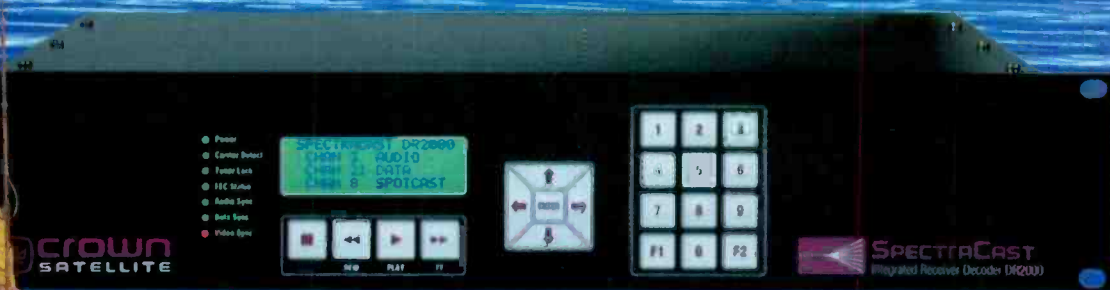 Power
Carrier Detect
Tuner Lock
FEC Status
Audio Sync
Data Sync
Video Sync
SPECTRACAST DR2000
CHAN 1 AUDIO
CHAN 21 DATA
CHAN 8 SPOTCAST
REW PLAY FF
ENTER
1 2 3
4 5 6
7 8 9
F1 0 F2
crown
SATELLITE
SPECTRACAST
Integrated Receiver Decoder DR2000